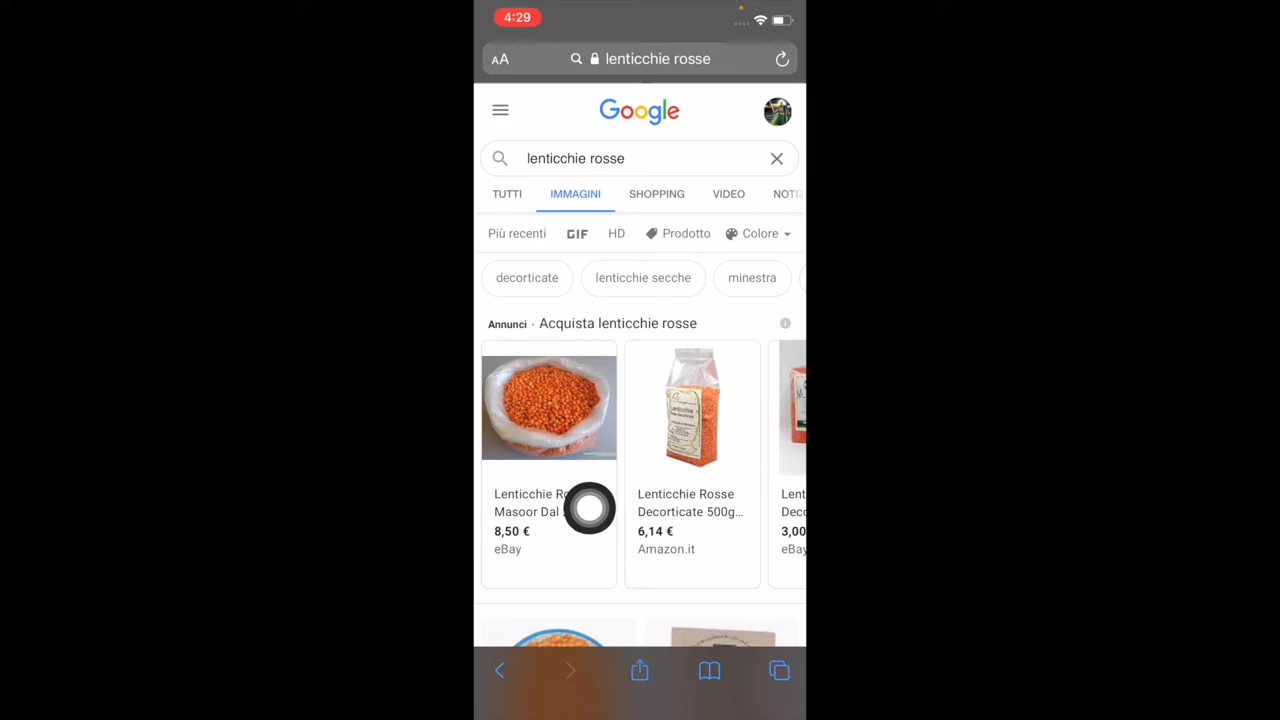 4:29
AA lenticchie rosse
Google
lenticchie rosse
TUTTI IMMAGINI SHOPPING VIDEO
Più recenti GIF HD Prodotto Colore
decorticate lenticchie secche minestra
Annunci · Acquista lenticchie rosse
Lenticchie
Masoor Dal
8,50 €
eBay
Lenticchie Rosse
Decorticate 500g...
6,14 €
Amazon.it
Lent
Deco
3,00
eBay